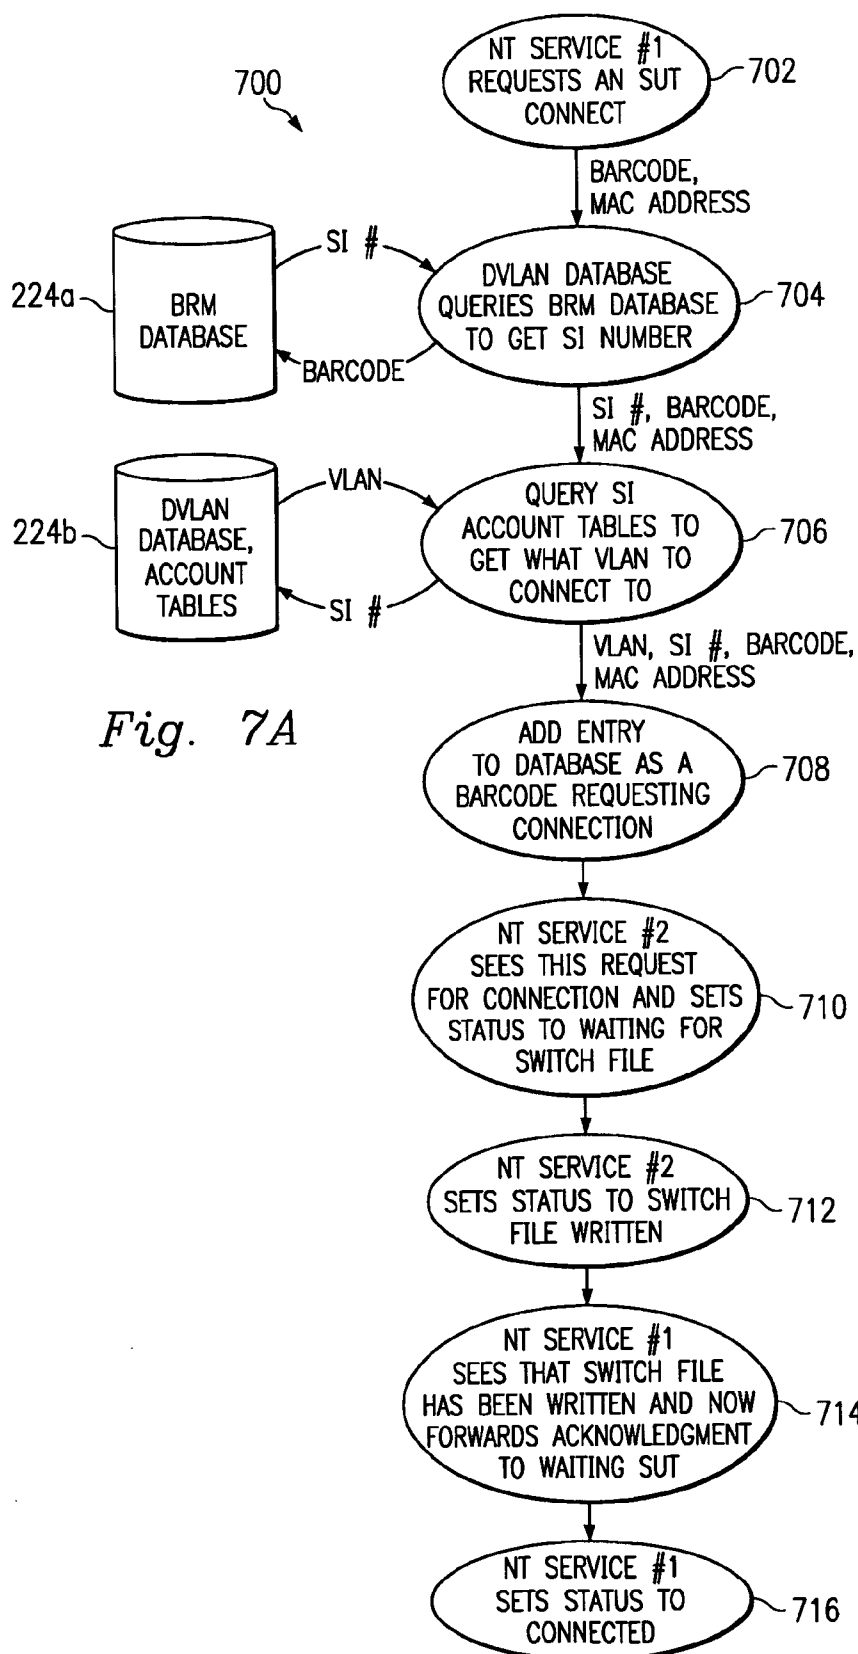 NT SERVICE #1
REQUESTS AN SUT
CONNECT
702
700
BARCODE,
MAC ADDRESS
SI #
224a
BRM
DATABASE
DVLAN DATABASE
QUERIES BRM DATABASE
TO GET SI NUMBER
704
BARCODE
SI #, BARCODE,
MAC ADDRESS
VLAN
224b
DVLAN
DATABASE,
ACCOUNT
TABLES
QUERY SI
ACCOUNT TABLES TO
GET WHAT VLAN TO
CONNECT TO
706
SI #
VLAN, SI #, BARCODE,
MAC ADDRESS
Fig. 7A
ADD ENTRY
TO DATABASE AS A
BARCODE REQUESTING
CONNECTION
708
NT SERVICE #2
SEES THIS REQUEST
FOR CONNECTION AND SETS
STATUS TO WAITING FOR
SWITCH FILE
710
NT SERVICE #2
SETS STATUS TO SWITCH
FILE WRITTEN
712
NT SERVICE #1
SEES THAT SWITCH FILE
HAS BEEN WRITTEN AND NOW
FORWARDS ACKNOWLEDGMENT
TO WAITING SUT
714
NT SERVICE #1
SETS STATUS TO
CONNECTED
716